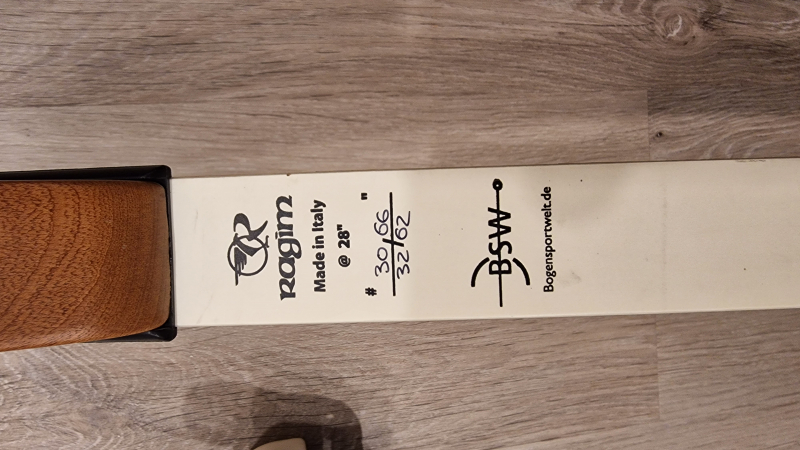 Ragim
Made in Italy
@ 28"
# 30/66 "
32/62
BSW
Bogensportwelt.de